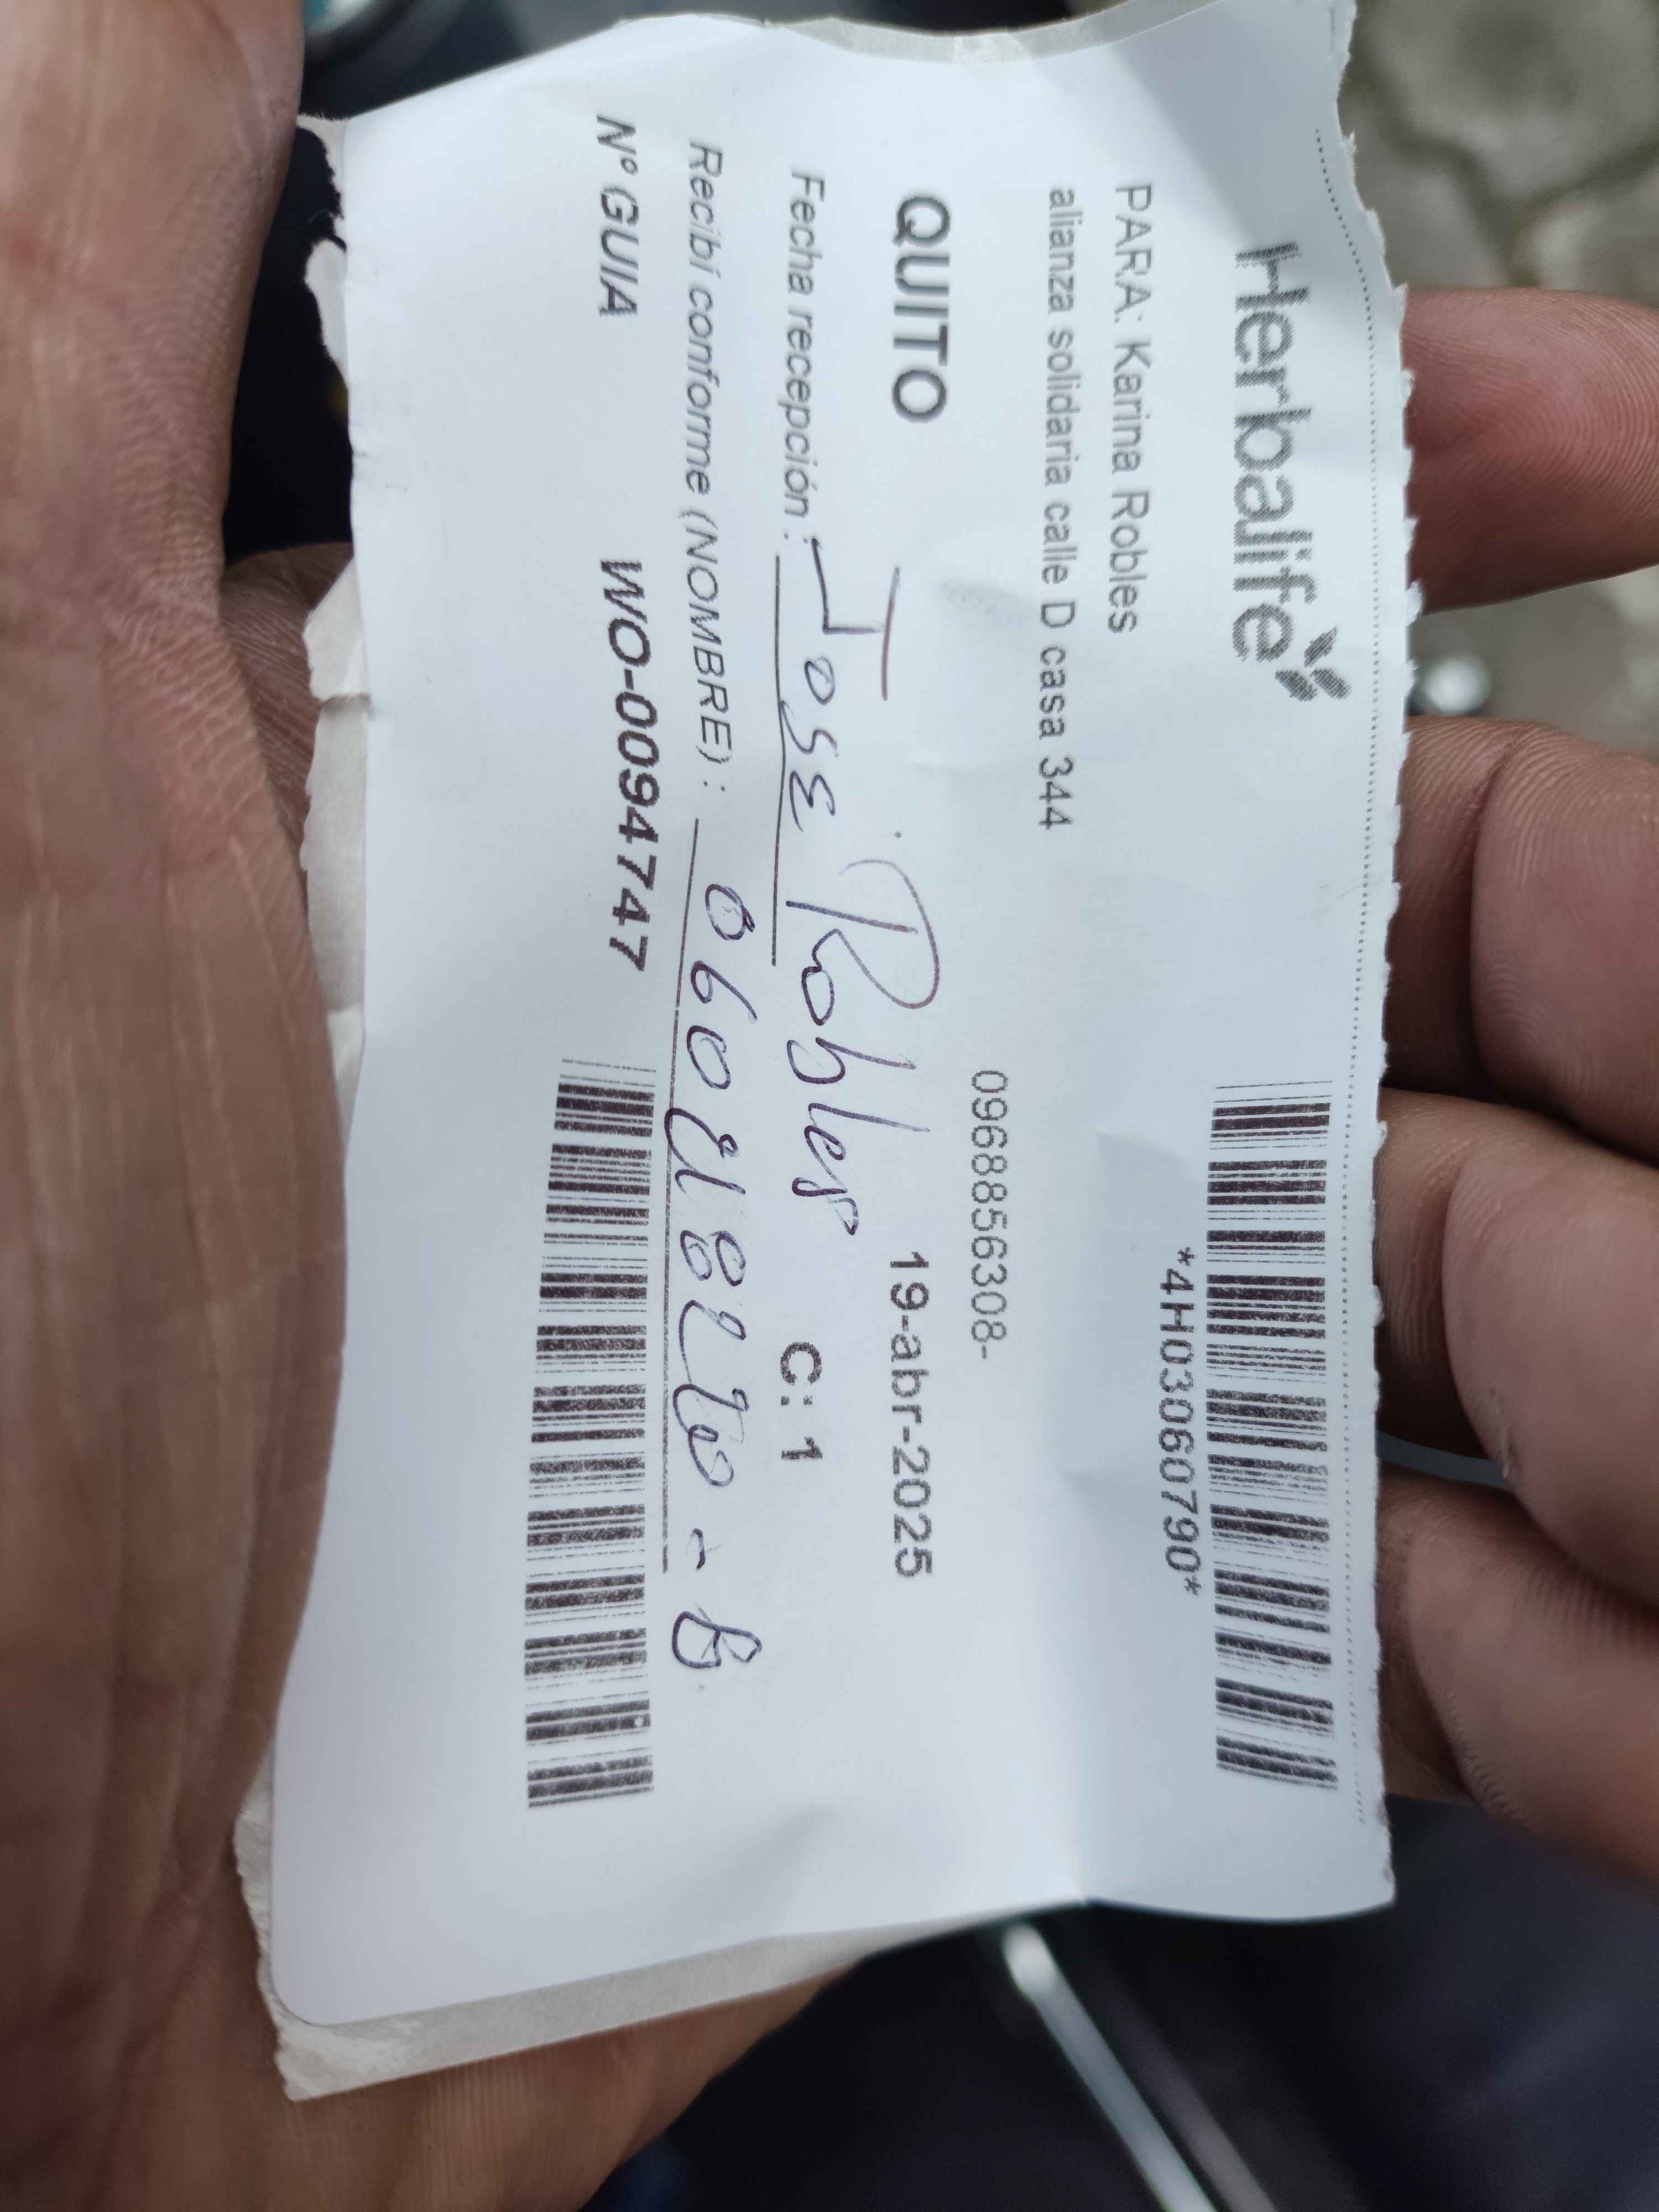 Herbalife
*4H03060790*
PARA: Karina Robles
alianza solidaria calle D casa 344
0968856308-
QUITO 19-abr-2025
Fecha recepción : Jose Robles C: 1
Recibí conforme (NOMBRE) :
Nº GUIA WO-0094747